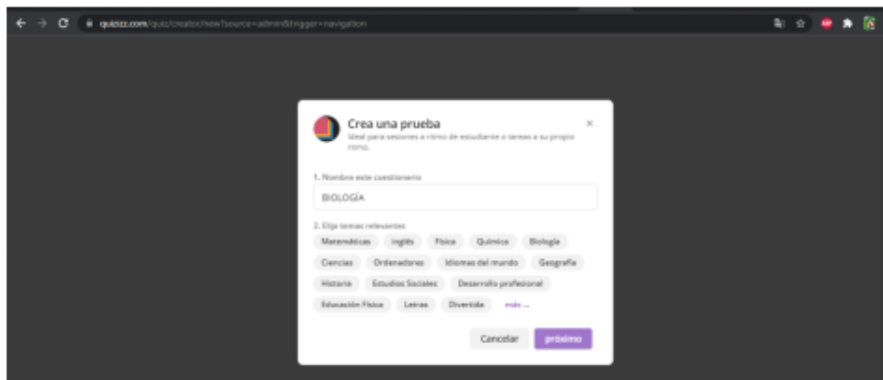 quizizz.com/quiz/creator/new?source=admin&trigger=navigation
Crea una prueba
Ideal para sesiones a ritmo de estudiante o tareas a su propio
ritmo.
1. Nombra este cuestionario
BIOLOGÍA
2. Elija temas relevantes
Matemáticas inglés Física Química Biología
Ciencias Ordenadores Idiomas del mundo Geografía
Historia Estudios Sociales Desarrollo profesional
Educación Física Letras Divertida más ...
Cancelar próximo